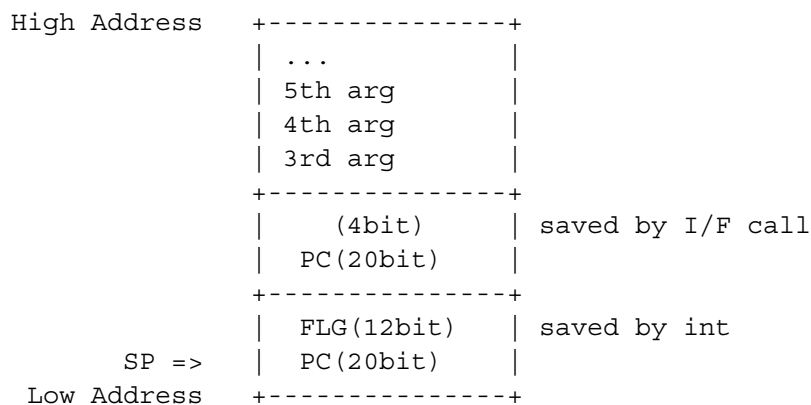 High Address +---------------+
| ... |
| 5th arg |
| 4th arg |
| 3rd arg |
+---------------+
| (4bit) | saved by I/F call
| PC(20bit) |
+---------------+
| FLG(12bit) | saved by int
SP => | PC(20bit) |
Low Address +---------------+